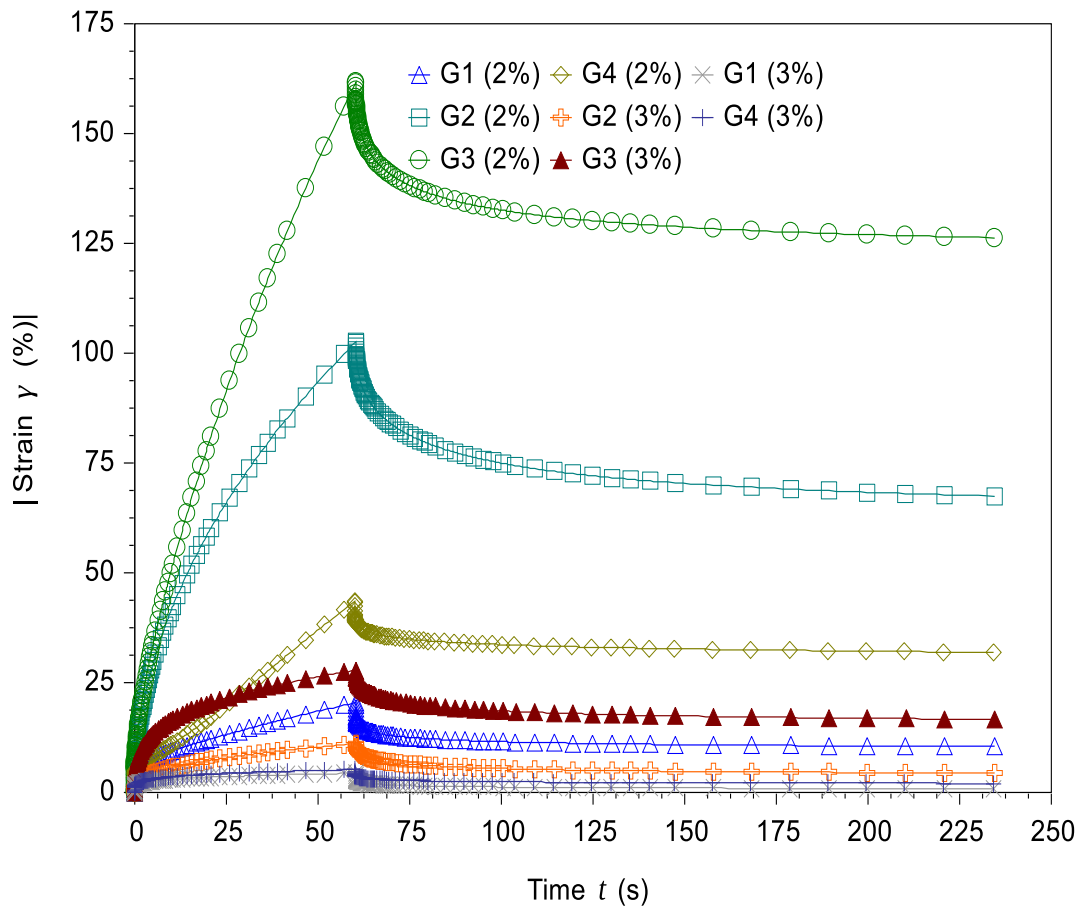 175
150
125
100
75
50
25
0
| Strain γ (%)|
G1 (2%) G4 (2%) G1 (3%)
G2 (2%) G2 (3%) G4 (3%)
G3 (2%) G3 (3%)
0 25 50 75 100 125 150 175 200 225 250
Time t (s)